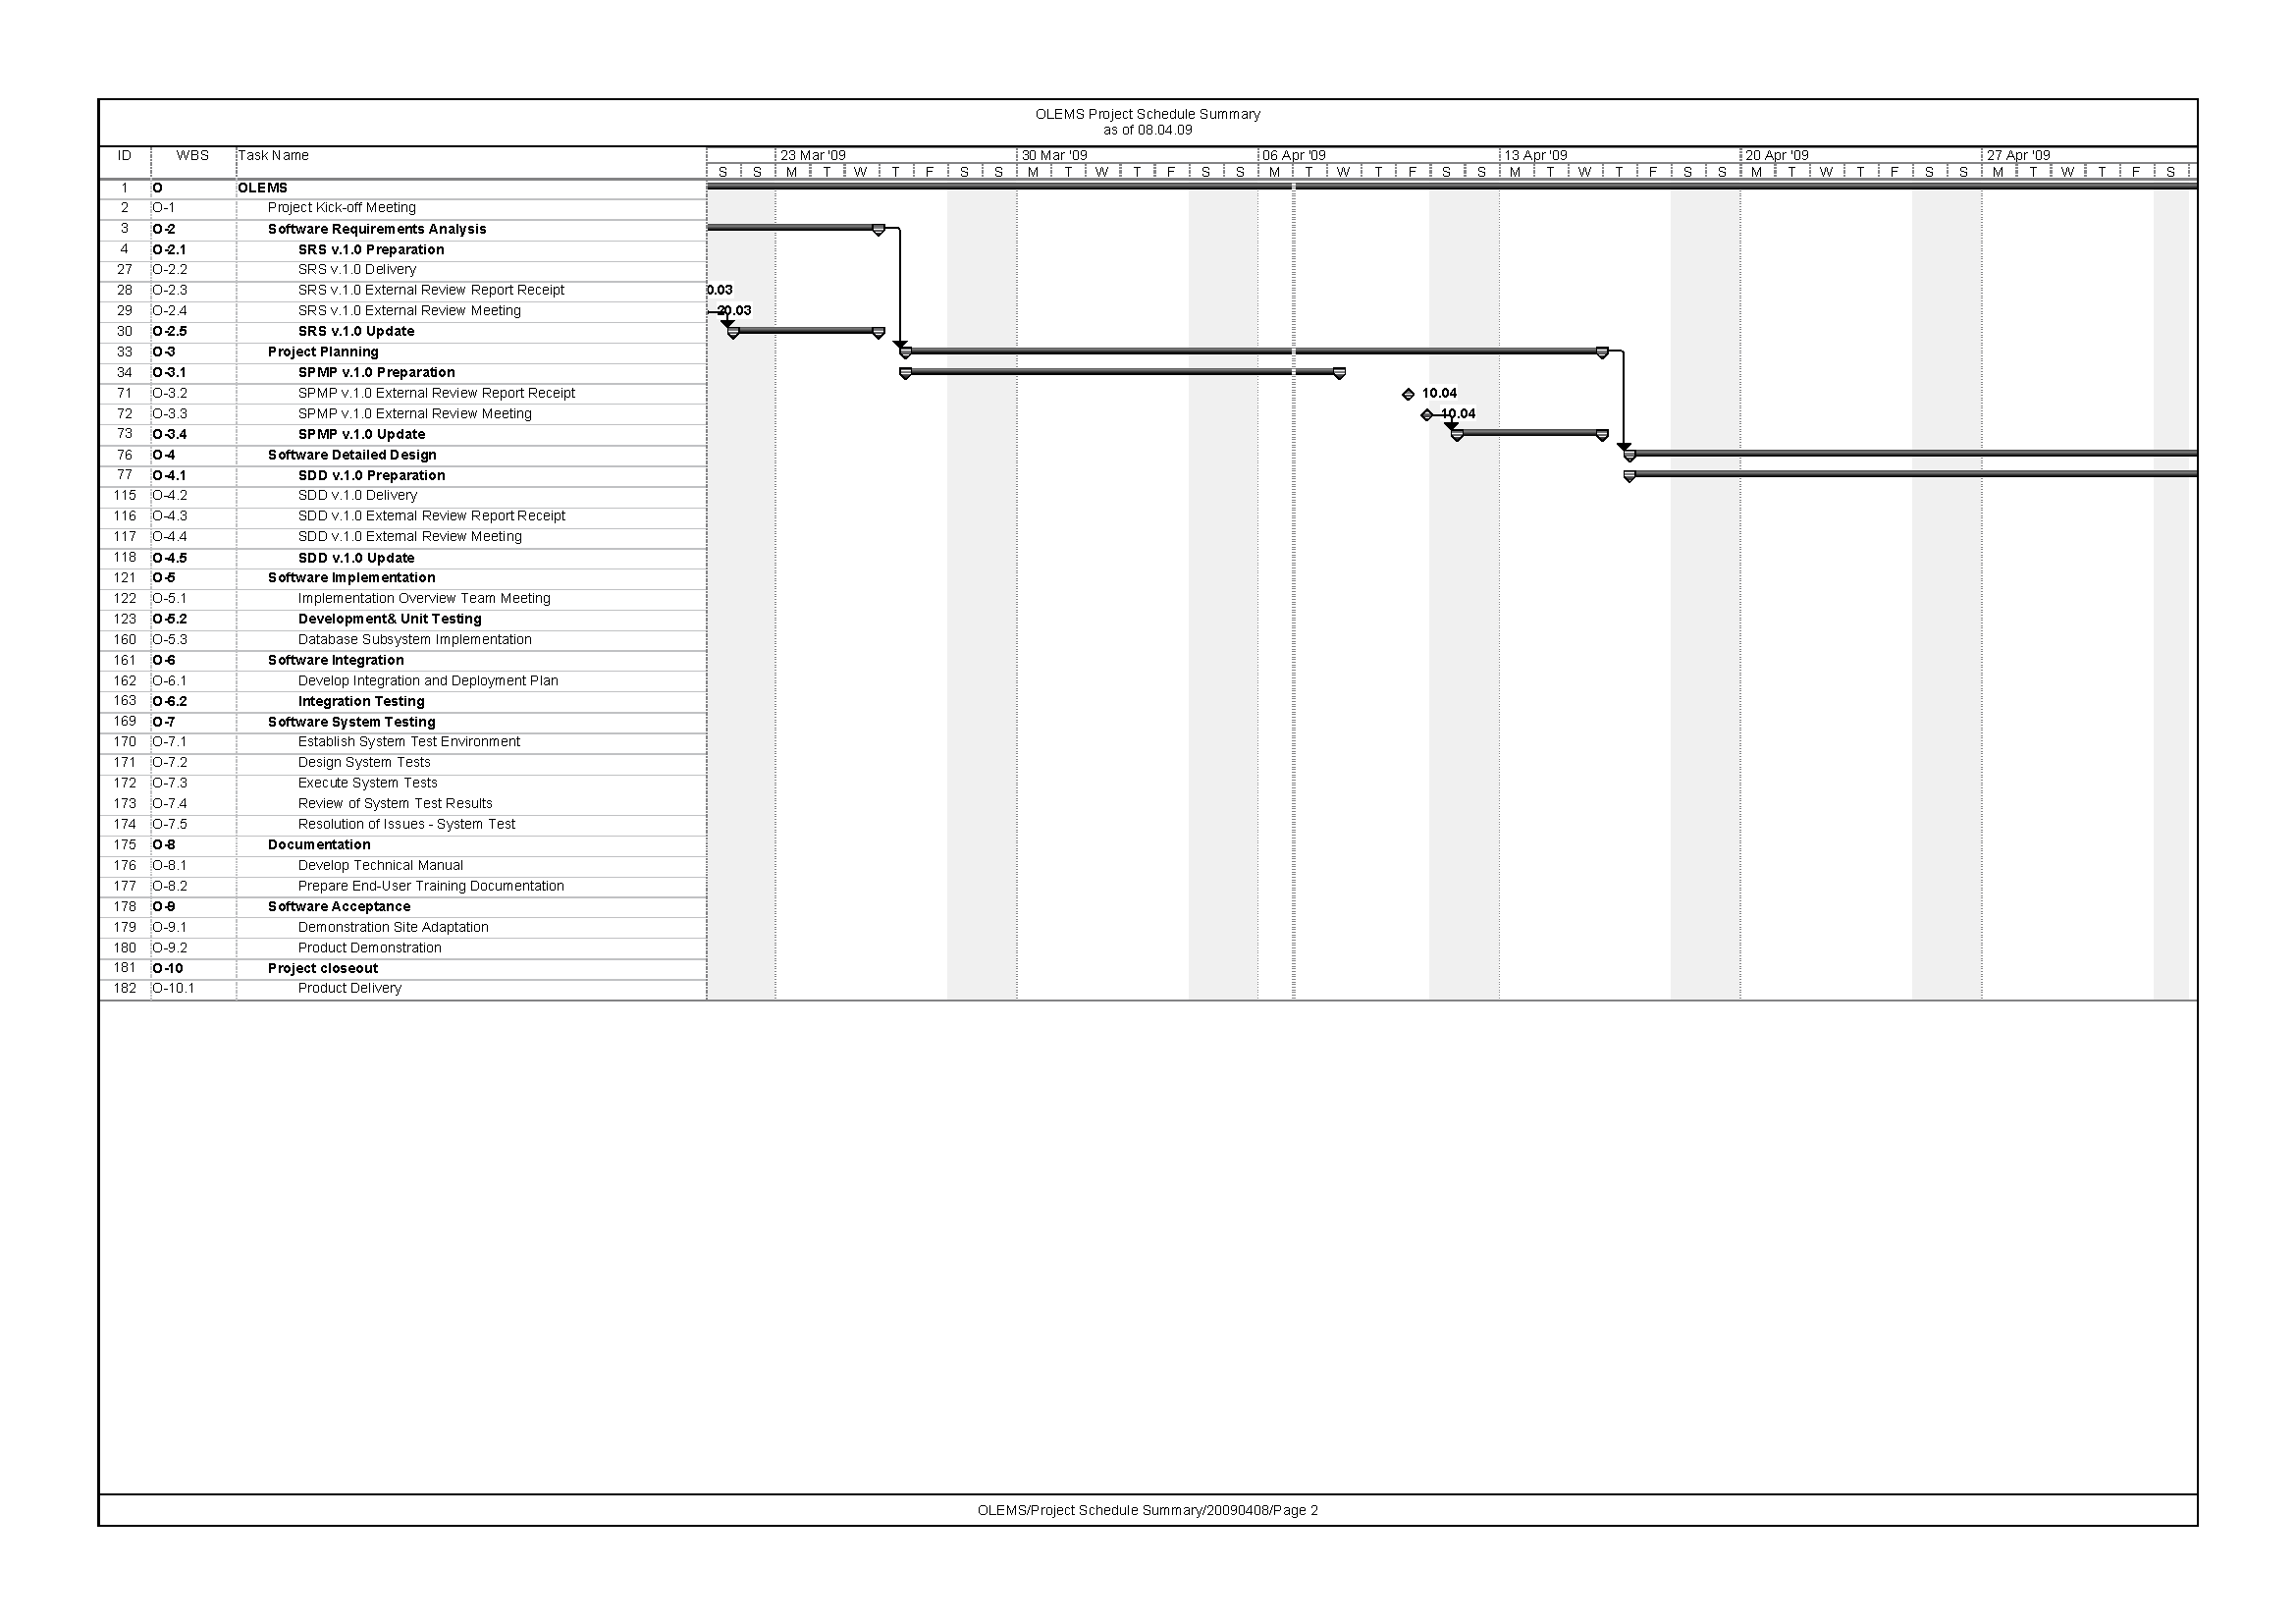 OLEMS Project Schedule Summary
as of 08.04.09
ID WBS Task Name 23 Mar '09 30 Mar '09 06 Apr '09 13 Apr '09 20 Apr '09 27 Apr '09
S S M T W T F S S M T W T F S S M T W T F S S M T W T F S S M T W T F S S M T W T F S
1 O OLEMS
2 O-1 Project Kick-off Meeting
3 O-2 Software Requirements Analysis
4 O-2.1 SRS v.1.0 Preparation
27 O-2.2 SRS v.1.0 Delivery
28 O-2.3 SRS v.1.0 External Review Report Receipt 0.03
29 O-2.4 SRS v.1.0 External Review Meeting 20.03
30 O-2.5 SRS v.1.0 Update
33 O-3 Project Planning
34 O-3.1 SPMP v.1.0 Preparation
71 O-3.2 SPMP v.1.0 External Review Report Receipt 10.04
72 O-3.3 SPMP v.1.0 External Review Meeting 10.04
73 O-3.4 SPMP v.1.0 Update
76 O-4 Software Detailed Design
77 O-4.1 SDD v.1.0 Preparation
115 O-4.2 SDD v.1.0 Delivery
116 O-4.3 SDD v.1.0 External Review Report Receipt
117 O-4.4 SDD v.1.0 External Review Meeting
118 O-4.5 SDD v.1.0 Update
121 O-5 Software Implementation
122 O-5.1 Implementation Overview Team Meeting
123 O-5.2 Development& Unit Testing
160 O-5.3 Database Subsystem Implementation
161 O-6 Software Integration
162 O-6.1 Develop Integration and Deployment Plan
163 O-6.2 Integration Testing
169 O-7 Software System Testing
170 O-7.1 Establish System Test Environment
171 O-7.2 Design System Tests
172 O-7.3 Execute System Tests
173 O-7.4 Review of System Test Results
174 O-7.5 Resolution of Issues - System Test
175 O-8 Documentation
176 O-8.1 Develop Technical Manual
177 O-8.2 Prepare End-User Training Documentation
178 O-9 Software Acceptance
179 O-9.1 Demonstration Site Adaptation
180 O-9.2 Product Demonstration
181 O-10 Project closeout
182 O-10.1 Product Delivery
OLEMS/Project Schedule Summary/20090408/Page 2